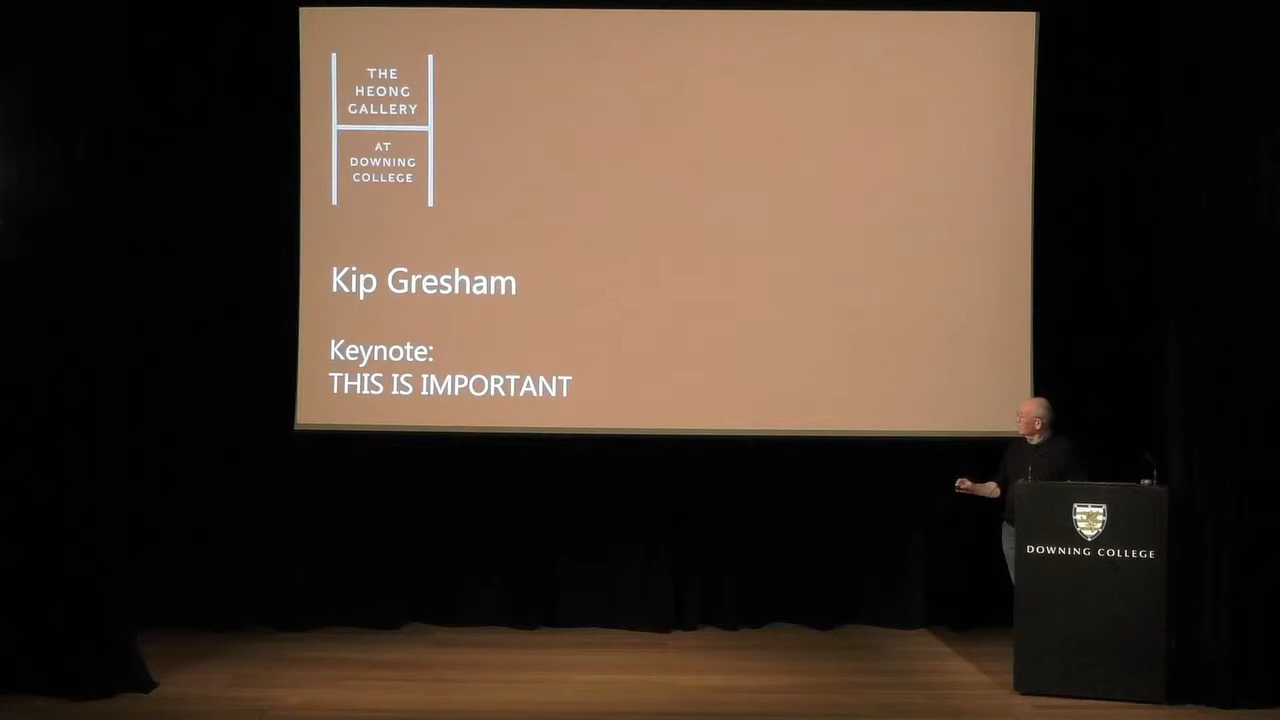 THE
HEONG
GALLERY
AT
DOWNING
COLLEGE
Kip Gresham
Keynote:
THIS IS IMPORTANT
DOWNING COLLEGE